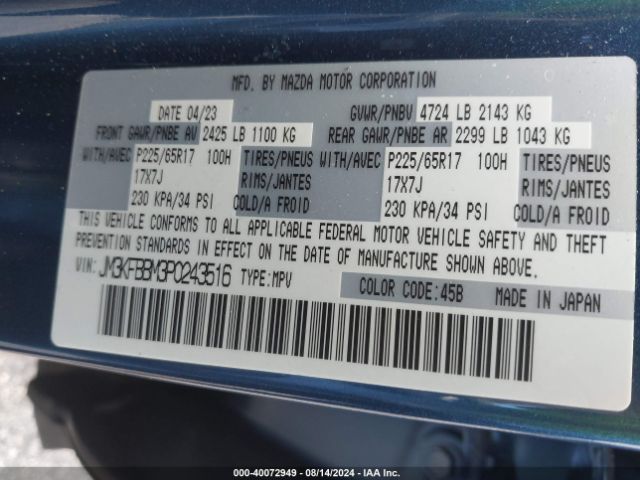 MFD. BY MAZDA MOTOR CORPORATION
DATE 04/23 GVWR/PNBV 4724 LB 2143 KG
FRONT GAWR/PNBE AV 2425 LB 1100 KG REAR GAWR/PNBE AR 2299 LB 1043 KG
WITH/AVEC P225/65R17 100H TIRES/PNEUS WITH/AVEC P225/65R17 100H TIRES/PNEUS
17X7J RIMS/JANTES 17X7J RIMS/JANTES
230 KPA/34 PSI COLD/A FROID 230 KPA/34 PSI COLD/A FROID
THIS VEHICLE CONFORMS TO ALL APPLICABLE FEDERAL MOTOR VEHICLE SAFETY AND THEFT
PREVENTION STANDARDS IN EFFECT ON THE DATE OF MANUFACTURE SHOWN ABOVE.
VIN: JM3KFBBM3P0243516 TYPE: MPV
COLOR CODE: 45B MADE IN JAPAN
000-40072949 • 08/14/2024 • IAA Inc.